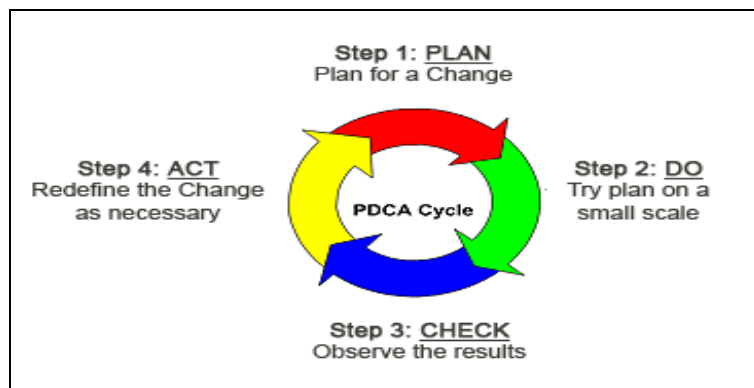 Step 1: PLAN
Plan for a Change
Step 2: DO
Try plan on a
small scale
Step 3: CHECK
Observe the results
Step 4: ACT
Redefine the Change
as necessary
PDCA Cycle